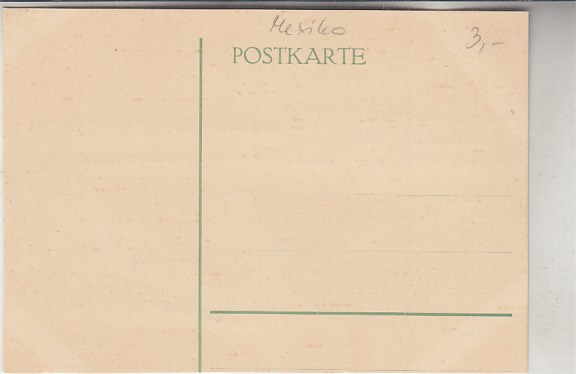 Mexiko
3,-
POSTKARTE